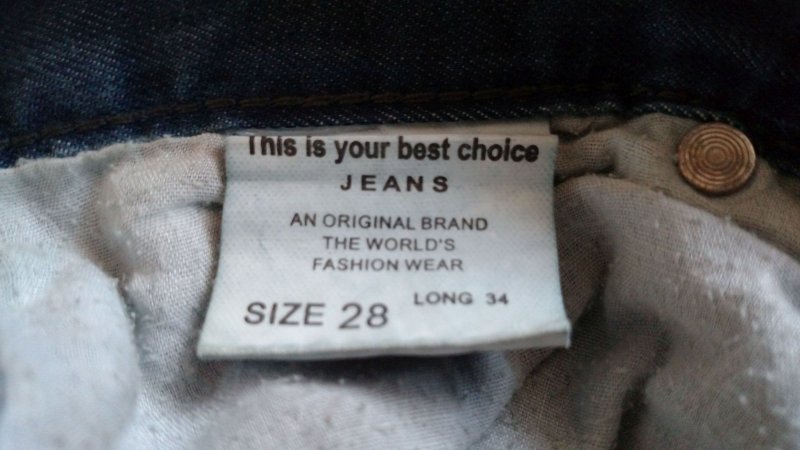 This is your best choice
JEANS
AN ORIGINAL BRAND
THE WORLD'S
FASHION WEAR
SIZE 28 LONG 34